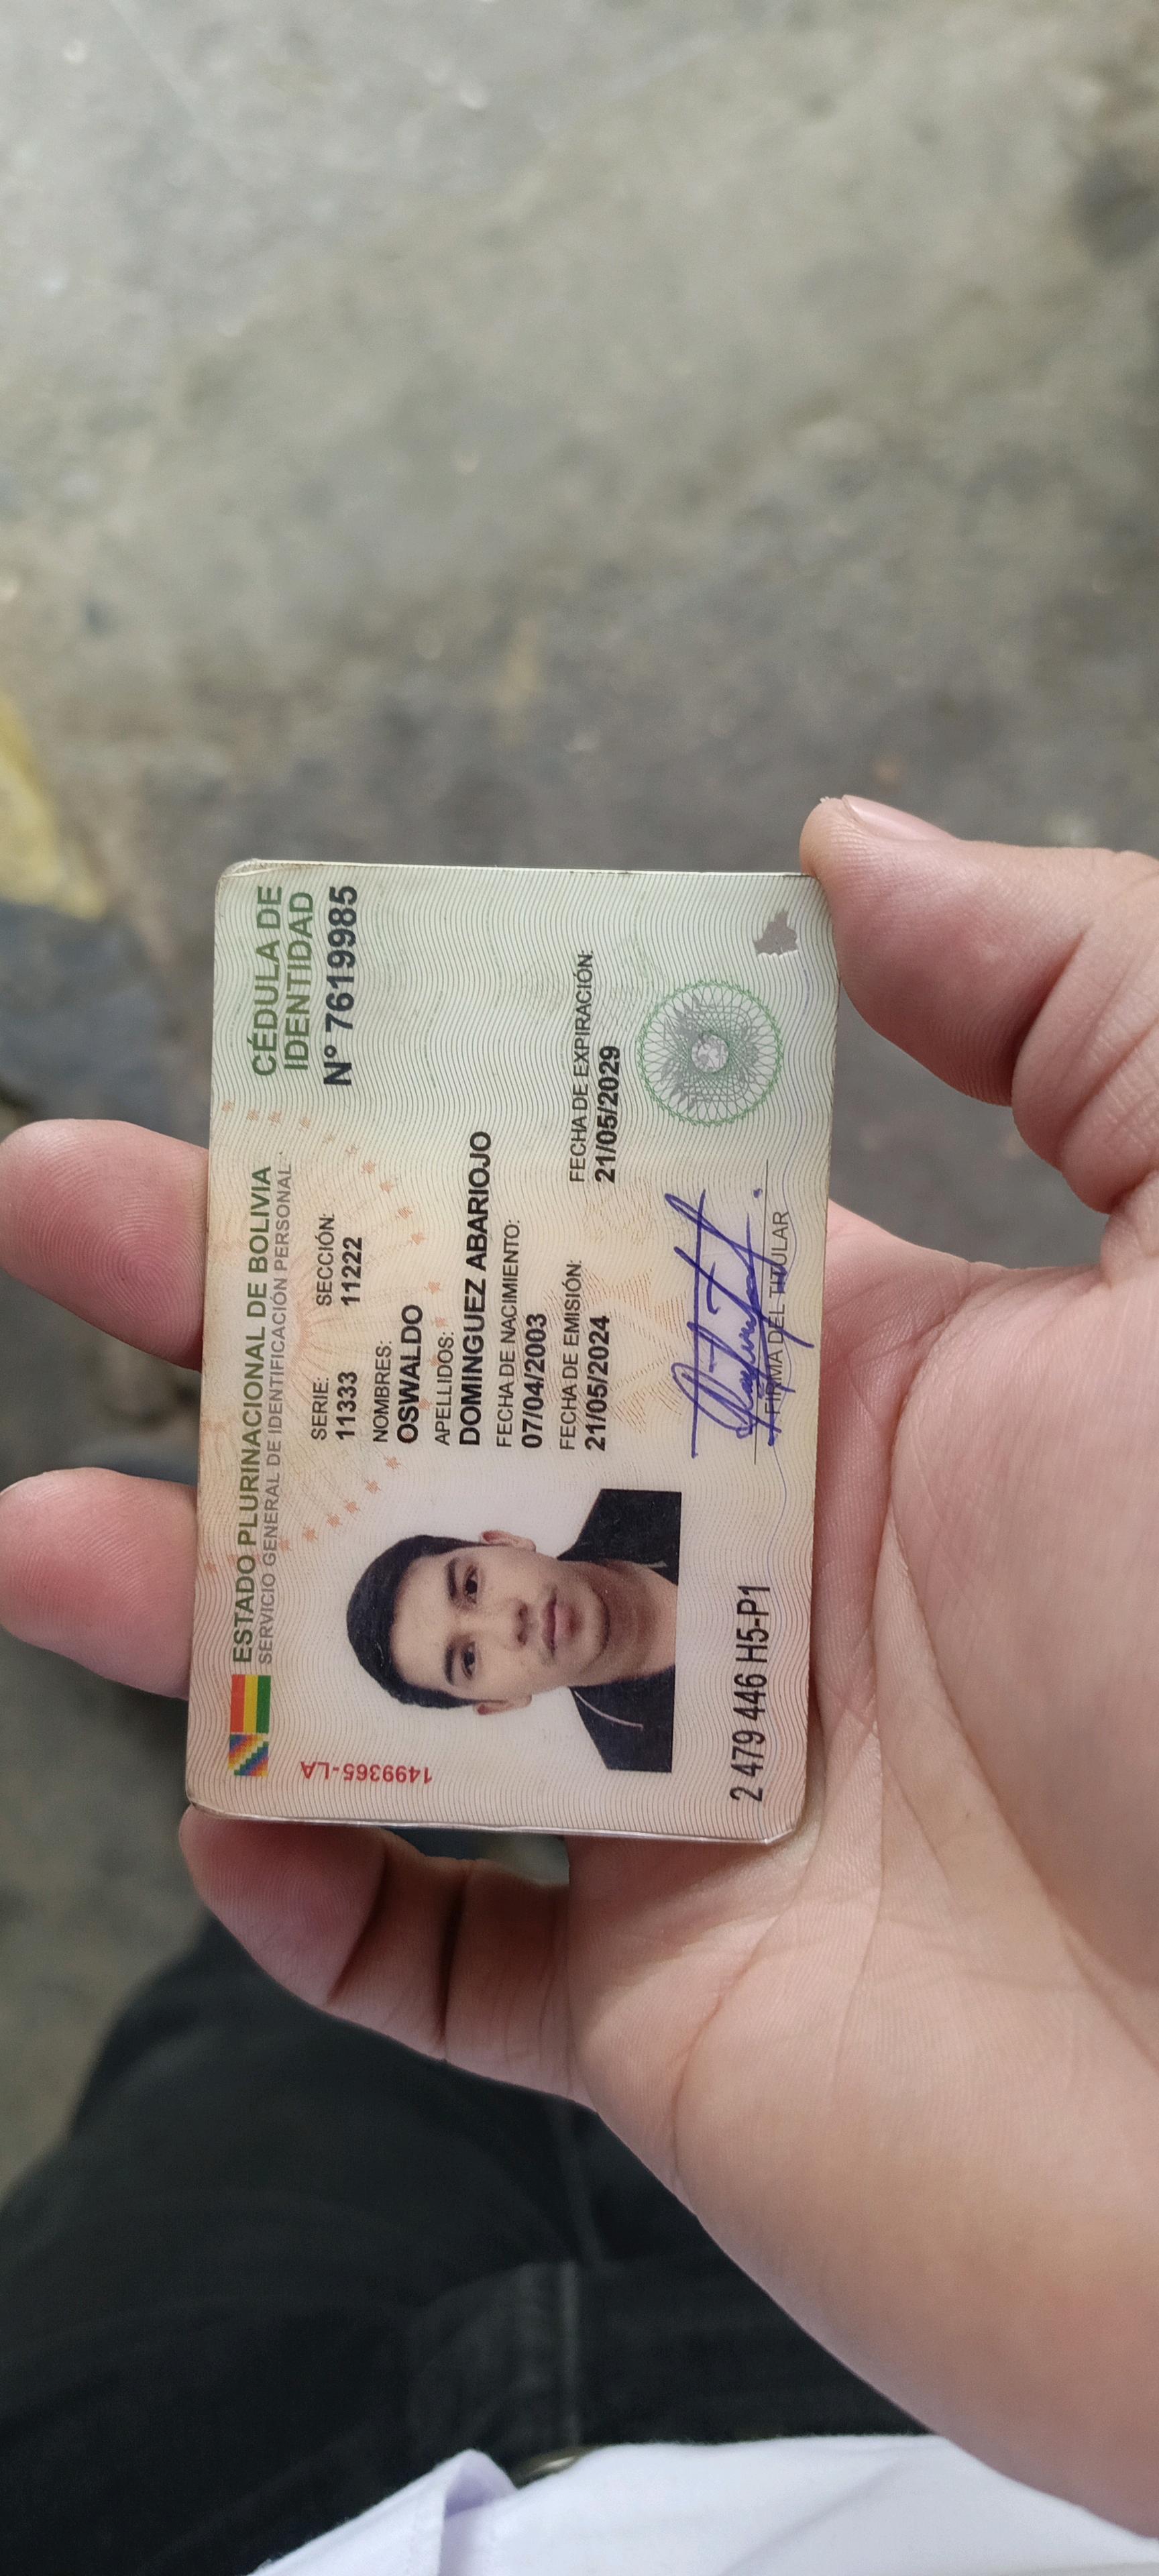 ESTADO PLURINACIONAL DE BOLIVIA
SERVICIO GENERAL DE IDENTIFICACIÓN PERSONAL
CÉDULA DE
IDENTIDAD
Nº 7619985
SERIE: SECCIÓN:
11333 11222
NOMBRES:
OSWALDO
APELLIDOS:
DOMINGUEZ ABARIOJO
FECHA DE NACIMIENTO:
07/04/2003
FECHA DE EMISIÓN: FECHA DE EXPIRACIÓN:
21/05/2024 21/05/2029
1499365-LA
FIRMA DEL TITULAR
2 479 446 H5-P1